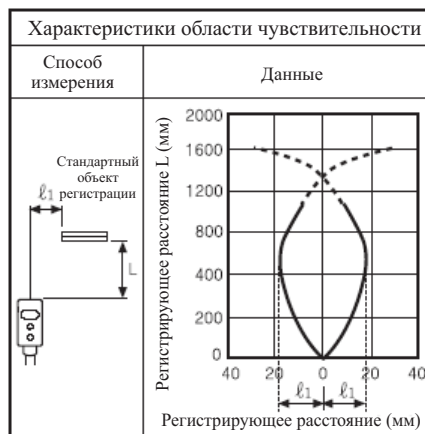 Характеристики области чувствительности
Способ
измерения
Данные
Стандартный
объект
регистрации
ℓ1
L
Регистрирующее расстояние L (мм)
2000
1600
1200
800
400
200
0
40 20 0 20 40
ℓ1 ℓ1
Регистрирующее расстояние (мм)